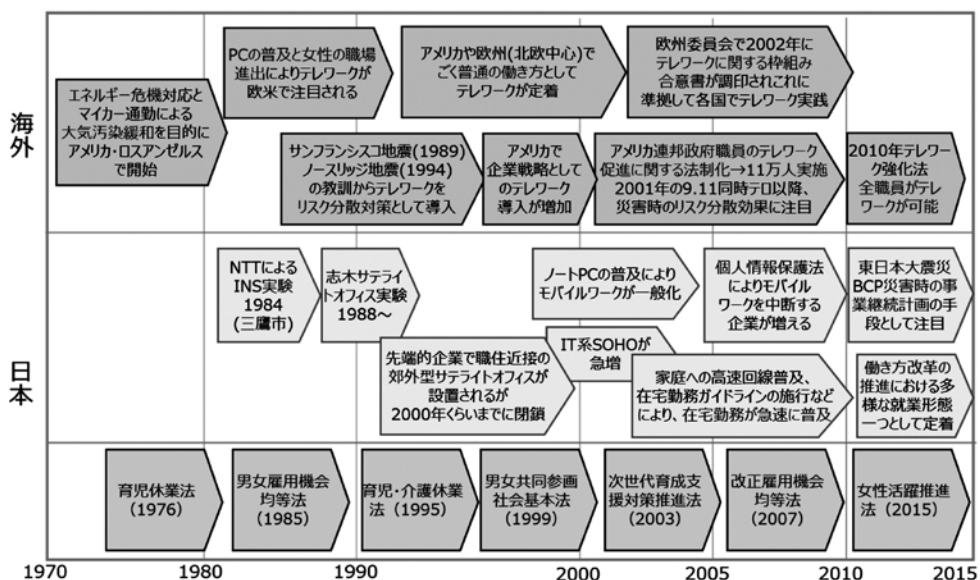 海外
エネルギー危機対応と
マイカー通勤による
大気汚染緩和を目的に
アメリカ・ロスアンゼルス
で開始
PCの普及と女性の職場
進出によりテレワークが
欧米で注目される
アメリカや欧州(北欧中心)で
ごく普通の働き方として
テレワークが定着
欧州委員会で2002年に
テレワークに関する枠組み
合意書が調印されこれに
準拠して各国でテレワーク実践
サンフランシスコ地震(1989)
ノースリッジ地震(1994)
の教訓からテレワークを
リスク分散対策として導入
アメリカで
企業戦略として
のテレワーク
導入が増加
アメリカ連邦政府職員のテレワーク
促進に関する法制化→11万人実施
2001年の9.11同時テロ以降、
災害時のリスク分散効果に注目
2010年テレワーク
強化法
全職員がテレ
ワークが可能
日本
NTTによる
INS実験
1984
(三鷹市)
志木サテライ
トオフィス実験
1988～
ノートPCの普及により
モバイルワークが一般化
個人情報保護法
によりモバイル
ワークを中断する
企業が増える
東日本大震災
BCP災害時の事
業継続計画の手
段として注目
先端的企業で職住近接の
郊外型サテライトオフィスが
設置されるが
2000年くらいまでに閉鎖
IT系SOHOが
急増
家庭への高速回線普及、
在宅勤務ガイドラインの施行など
により、在宅勤務が急速に普及
働き方改革の
推進における多
様な就業形態
一つとして定着
育児休業法
（1976）
男女雇用機会
均等法
（1985）
育児・介護休業
法（1995）
男女共同参画
社会基本法
（1999）
次世代育成支
援対策推進法
（2003）
改正雇用機会
均等法
（2007）
女性活躍推進
法（2015）
1970
1980
1990
2000
2005
2010
2015